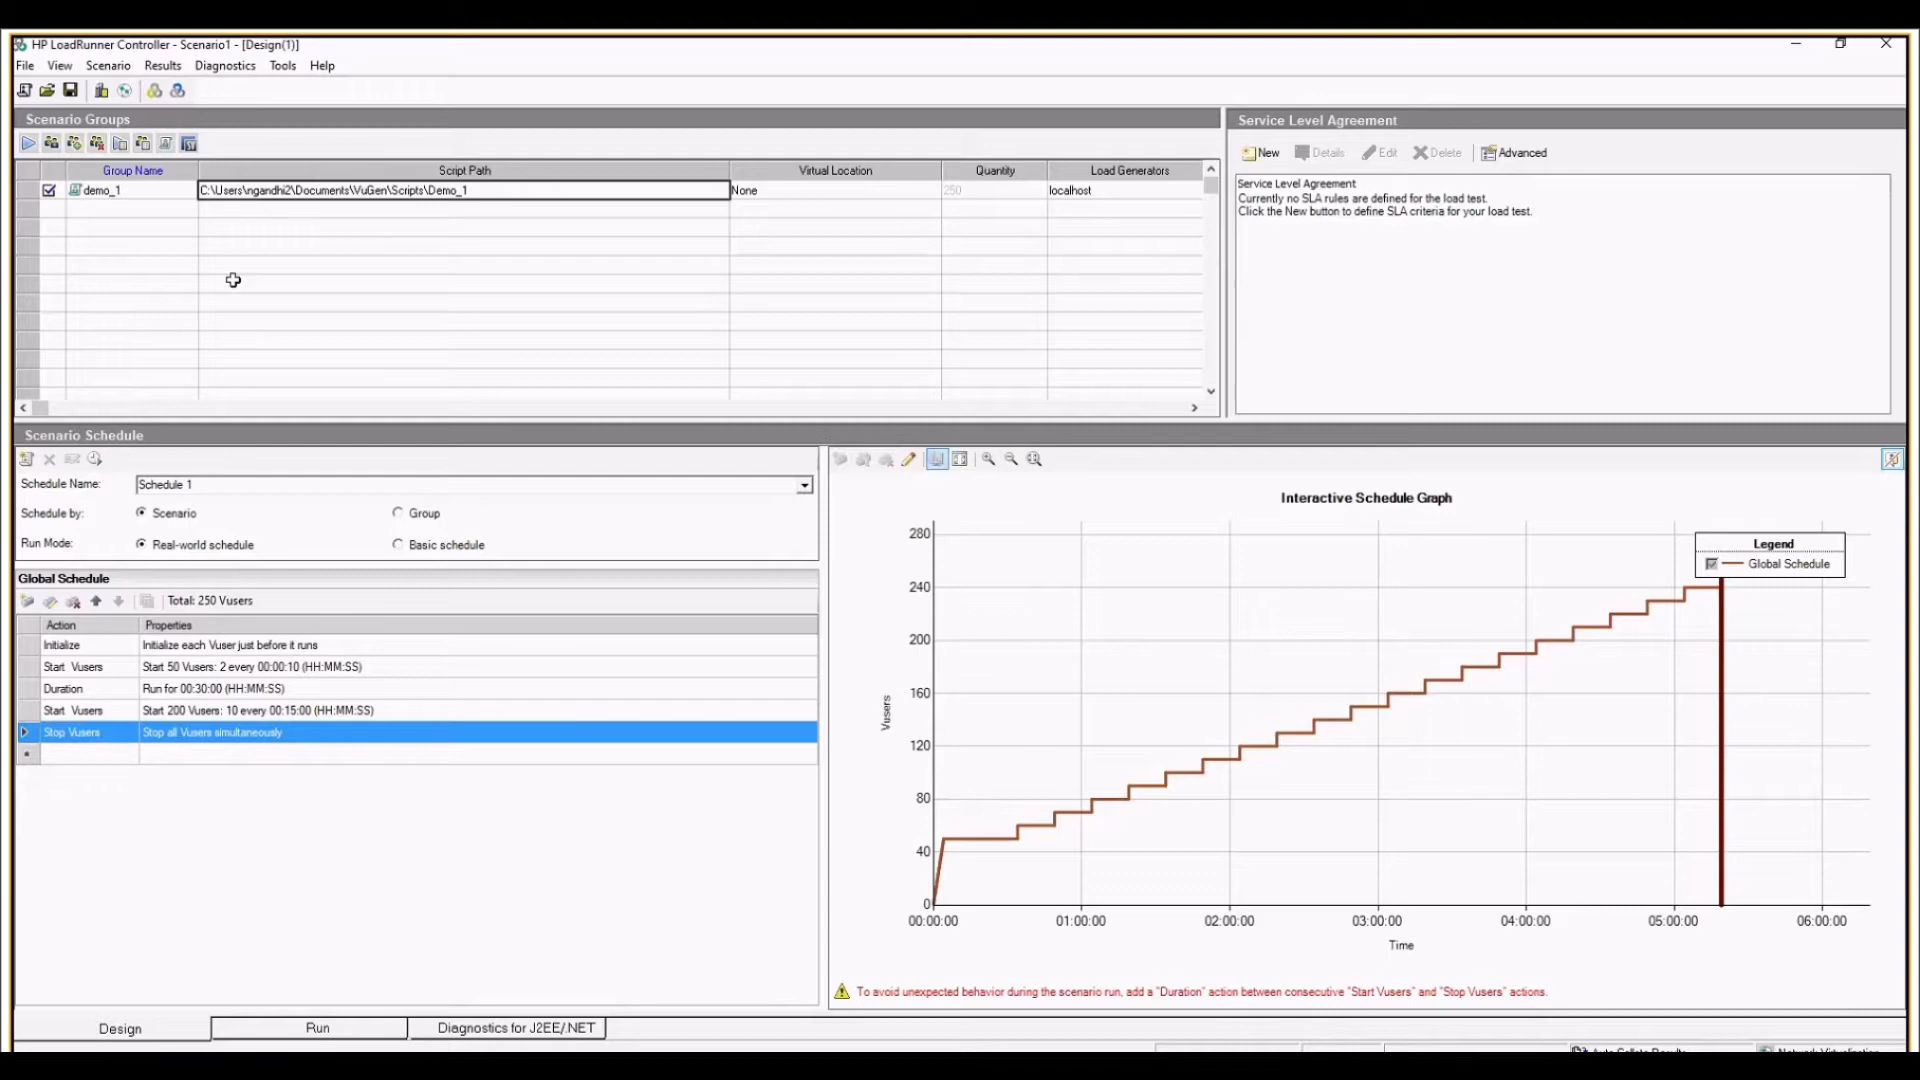 HP LoadRunner Controller - Scenario1 - [Design(1)]
File View Scenario Results Diagnostics Tools Help
Scenario Groups
Group Name Script Path Virtual Location Quantity Load Generators
demo_1 C:\Users\ngandhi2\Documents\VuGen\Scripts\Demo_1 None 250 localhost
Service Level Agreement
New Details Edit Delete Advanced
Service Level Agreement
Currently no SLA rules are defined for the load test.
Click the New button to define SLA criteria for your load test.
Scenario Schedule
Schedule Name: Schedule 1
Schedule by: Scenario Group
Run Mode: Real-world schedule Basic schedule
Global Schedule
Total: 250 Vusers
Action Properties
Initialize Initialize each Vuser just before it runs
Start Vusers Start 50 Vusers: 2 every 00:00:10 (HH:MM:SS)
Duration Run for 00:30:00 (HH:MM:SS)
Start Vusers Start 200 Vusers: 10 every 00:15:00 (HH:MM:SS)
Stop Vusers Stop all Vusers simultaneously
Interactive Schedule Graph
Legend
Global Schedule
280
240
200
160
120
80
40
0
Vusers
00:00:00 01:00:00 02:00:00 03:00:00 04:00:00 05:00:00 06:00:00
Time
To avoid unexpected behavior during the scenario run, add a "Duration" action between consecutive "Start Vusers" and "Stop Vusers" actions.
Design Run Diagnostics for J2EE/.NET